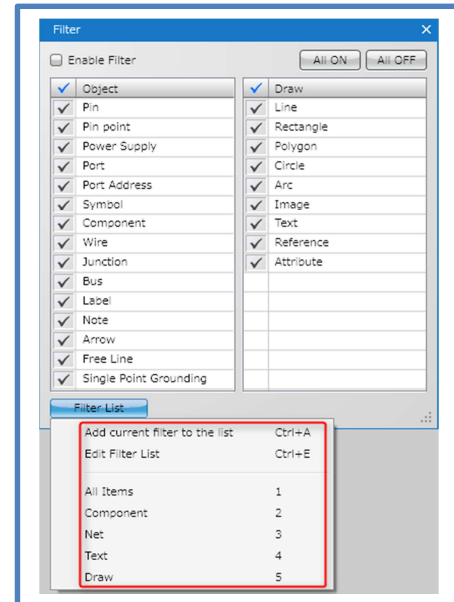 Filter
Enable Filter All ON All OFF
Object Draw
Pin Line
Pin point Rectangle
Power Supply Polygon
Port Circle
Port Address Arc
Symbol Image
Component Text
Wire Reference
Junction Attribute
Bus
Label
Note
Arrow
Free Line
Single Point Grounding
Filter List
Add current filter to the list Ctrl+A
Edit Filter List Ctrl+E
All Items 1
Component 2
Net 3
Text 4
Draw 5